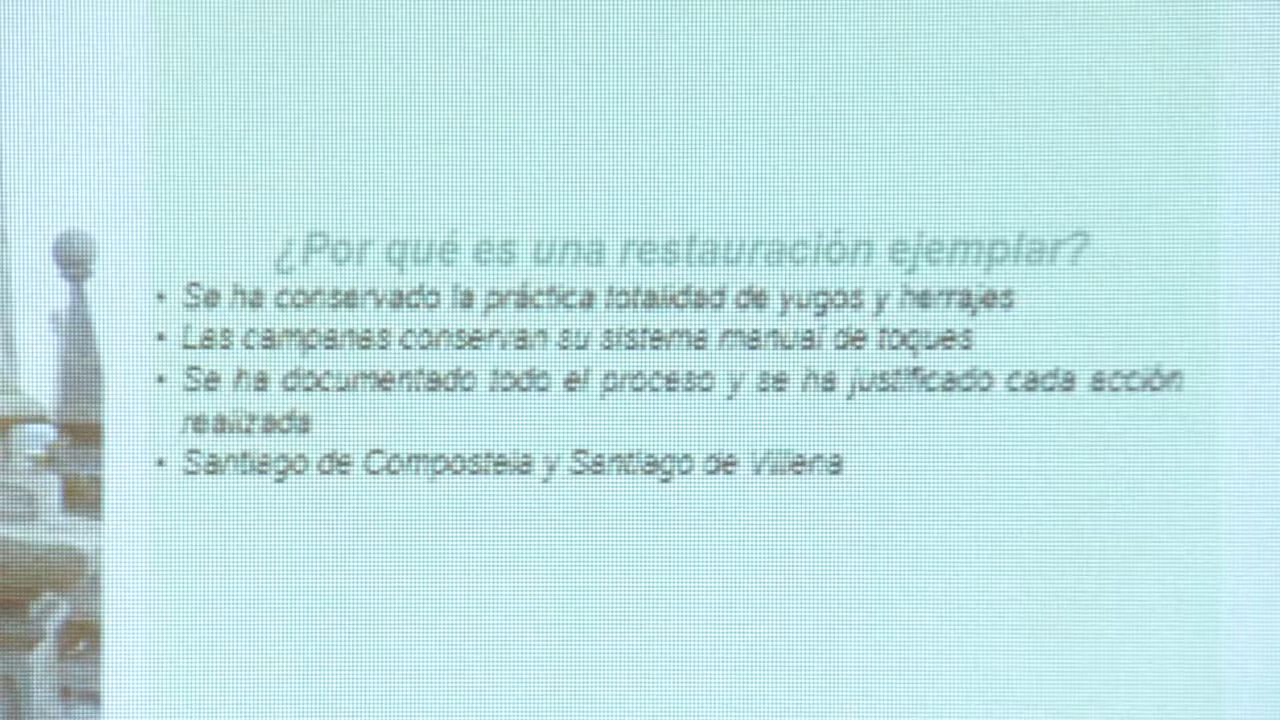 ¿Por qué es una restauración ejemplar?
• Se ha conservado la práctica totalidad de yugos y herrajes
• Las campanas conservan su sistema manual de toques
• Se ha documentado todo el proceso y se ha justificado cada acción
realizada
• Santiago de Compostela y Santiago de Villena